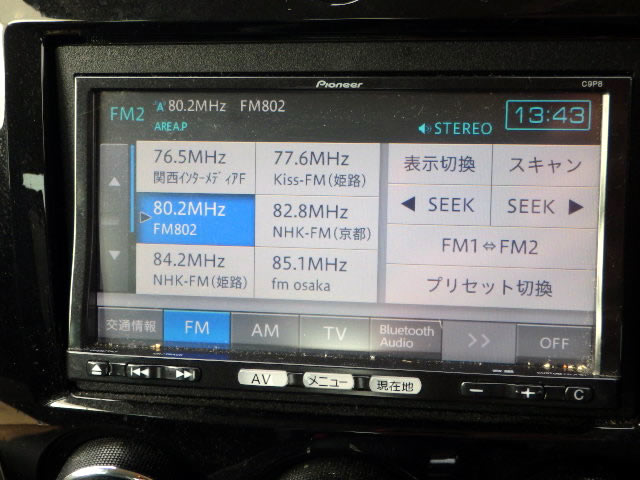 Pioneer
C9P8
FM2
A 80.2MHz FM802
AREA.P
STEREO
13:43
76.5MHz
関西インターメディアF
77.6MHz
Kiss-FM(姫路)
80.2MHz
FM802
82.8MHz
NHK-FM(京都)
84.2MHz
NHK-FM(姫路)
85.1MHz
fm osaka
表示切換
スキャン
◀ SEEK
SEEK ▶
FM1⇔FM2
プリセット切換
交通情報
FM
AM
TV
Bluetooth
Audio
>>
OFF
AV
メニュー
現在地
−
+
C